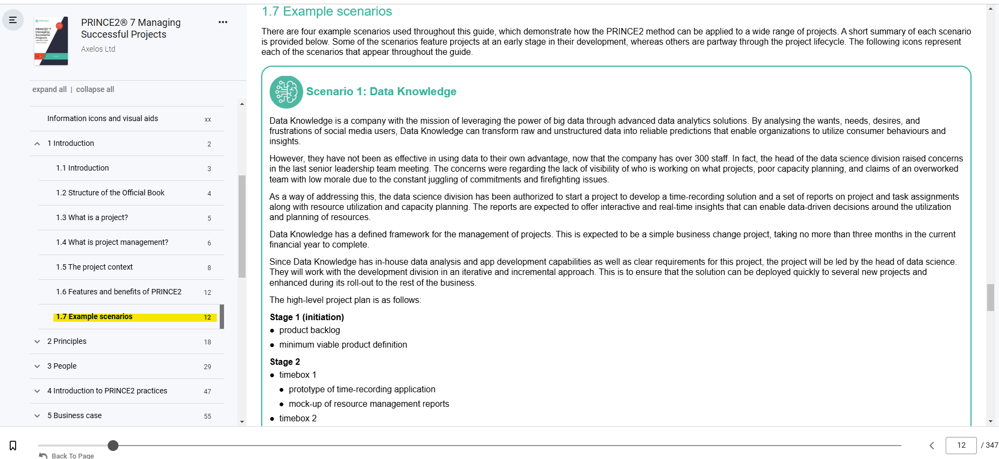 PRINCE2® 7 Managing
Successful Projects
Axelos Ltd
expand all | collapse all
Information icons and visual aids xx
1 Introduction 2
1.1 Introduction 3
1.2 Structure of the Official Book 4
1.3 What is a project? 5
1.4 What is project management? 6
1.5 The project context 8
1.6 Features and benefits of PRINCE2 12
1.7 Example scenarios 12
2 Principles 18
3 People 29
4 Introduction to PRINCE2 practices 47
5 Business case 55
1.7 Example scenarios
There are four example scenarios used throughout this guide, which demonstrate how the PRINCE2 method can be applied to a wide range of projects. A short summary of each scenario
is provided below. Some of the scenarios feature projects at an early stage in their development, whereas others are partway through the project lifecycle. The following icons represent
each of the scenarios that appear throughout the guide.
Scenario 1: Data Knowledge
Data Knowledge is a company with the mission of leveraging the power of big data through advanced data analytics solutions. By analysing the wants, needs, desires, and
frustrations of social media users, Data Knowledge can transform raw and unstructured data into reliable predictions that enable organizations to utilize consumer behaviours and
insights.
However, they have not been as effective in using data to their own advantage, now that the company has over 300 staff. In fact, the head of the data science division raised concerns
in the last senior leadership team meeting. The concerns were regarding the lack of visibility of who is working on what projects, poor capacity planning, and claims of an overworked
team with low morale due to the constant juggling of commitments and firefighting issues.
As a way of addressing this, the data science division has been authorized to start a project to develop a time-recording solution and a set of reports on project and task assignments
along with resource utilization and capacity planning. The reports are expected to offer interactive and real-time insights that can enable data-driven decisions around the utilization
and planning of resources.
Data Knowledge has a defined framework for the management of projects. This is expected to be a simple business change project, taking no more than three months in the current
financial year to complete.
Since Data Knowledge has in-house data analysis and app development capabilities as well as clear requirements for this project, the project will be led by the head of data science.
They will work with the development division in an iterative and incremental approach. This is to ensure that the solution can be deployed quickly to several new projects and
enhanced during its roll-out to the rest of the business.
The high-level project plan is as follows:
Stage 1 (initiation)
● product backlog
● minimum viable product definition
Stage 2
● timebox 1
● prototype of time-recording application
● mock-up of resource management reports
● timebox 2
Back To Page
12 / 347